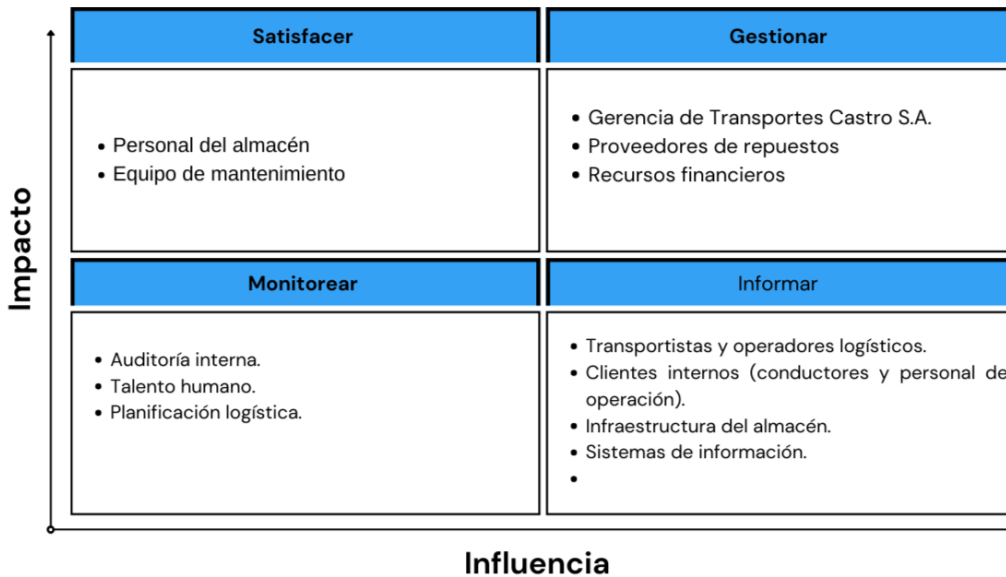 Satisfacer
Gestionar
• Personal del almacén
• Equipo de mantenimiento
• Gerencia de Transportes Castro S.A.
• Proveedores de repuestos
• Recursos financieros
Impacto
Monitorear
Informar
• Auditoría interna.
• Talento humano.
• Planificación logística.
• Transportistas y operadores logísticos.
• Clientes internos (conductores y personal de
operación).
• Infraestructura del almacén.
• Sistemas de información.
•
Influencia